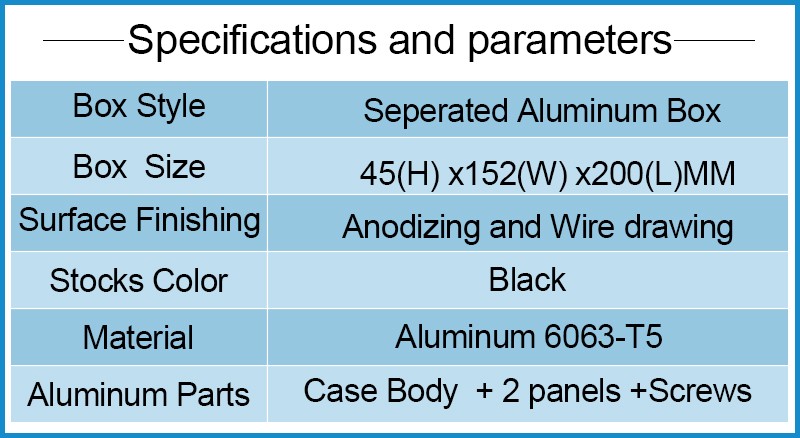 Specifications and parameters
Box Style Seperated Aluminum Box
Box Size 45(H) x152(W) x200(L)MM
Surface Finishing Anodizing and Wire drawing
Stocks Color Black
Material Aluminum 6063-T5
Aluminum Parts Case Body + 2 panels +Screws